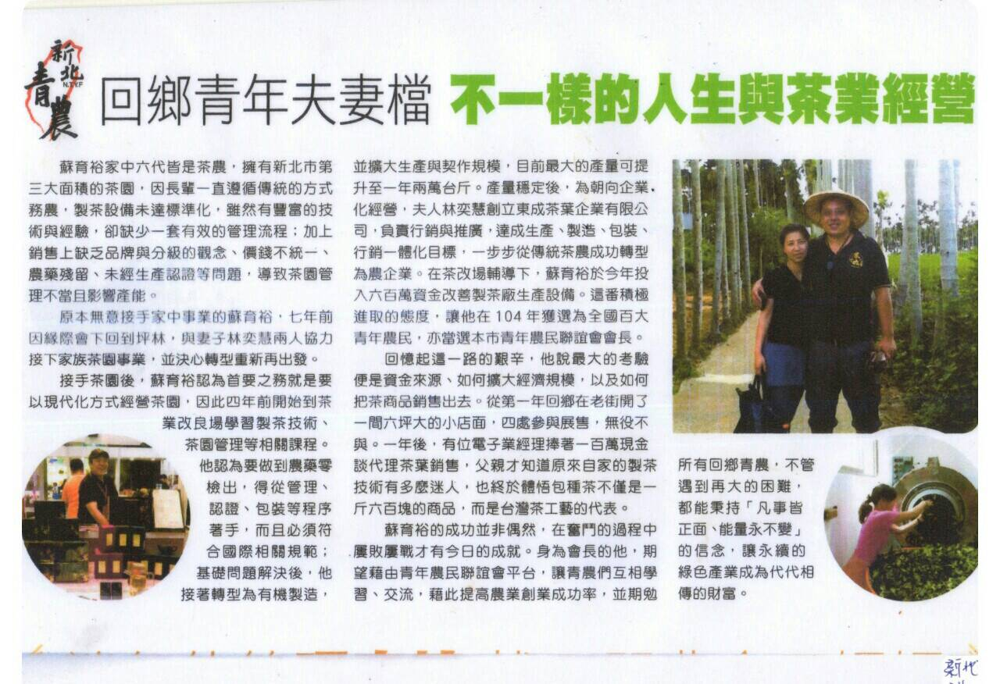 新北青農
N.T.Y.F
回鄉青年夫妻檔 不一樣的人生與茶業經營
蘇育裕家中六代皆是茶農，擁有新北市第
三大面積的茶園，因長輩一直遵循傳統的方式
務農，製茶設備未達標準化，雖然有豐富的技
術與經驗，卻缺少一套有效的管理流程；加上
銷售上缺乏品牌與分級的觀念、價錢不統一、
農藥殘留、未經生產認證等問題，導致茶園管
理不當且影響產能。
原本無意接手家中事業的蘇育裕，七年前
因緣際會下回到坪林，與妻子林奕慧兩人協力
接下家族茶園事業，並決心轉型重新再出發。
接手茶園後，蘇育裕認為首要之務就是要
以現代化方式經營茶園，因此四年前開始到茶
業改良場學習製茶技術、
茶園管理等相關課程。
他認為要做到農藥零
檢出，得從管理、
認證、包裝等程序
著手，而且必須符
合國際相關規範；
基礎問題解決後，他
接著轉型為有機製造，
並擴大生產與契作規模，目前最大的產量可提
升至一年兩萬台斤。產量穩定後，為朝向企業
化經營，夫人林奕慧創立東成茶葉企業有限公
司，負責行銷與推廣，達成生產、製造、包裝、
行銷一體化目標，一步步從傳統茶農成功轉型
為農企業。在茶改場輔導下，蘇育裕於今年投
入六百萬資金改善製茶廠生產設備。這番積極
進取的態度，讓他在 104 年獲選為全國百大
青年農民，亦當選本市青年農民聯誼會會長。
回憶起這一路的艱辛，他說最大的考驗
便是資金來源、如何擴大經濟規模，以及如何
把茶商品銷售出去。從第一年回鄉在老街開了
一間六坪大的小店面，四處參與展售，無役不
與。一年後，有位電子業經理捧著一百萬現金
談代理茶葉銷售，父親才知道原來自家的製茶
技術有多麼迷人，也終於體悟包種茶不僅是一
斤六百塊的商品，而是台灣茶工藝的代表。
蘇育裕的成功並非偶然，在奮鬥的過程中
屢敗屢戰才有今日的成就。身為會長的他，期
望藉由青年農民聯誼會平台，讓青農們互相學
習、交流，藉此提高農業創業成功率，並期勉
所有回鄉青農，不管
遇到再大的困難，
都能秉持「凡事皆
正面、能量永不變」
的信念，讓永續的
綠色產業成為代代相
傳的財富。
新北